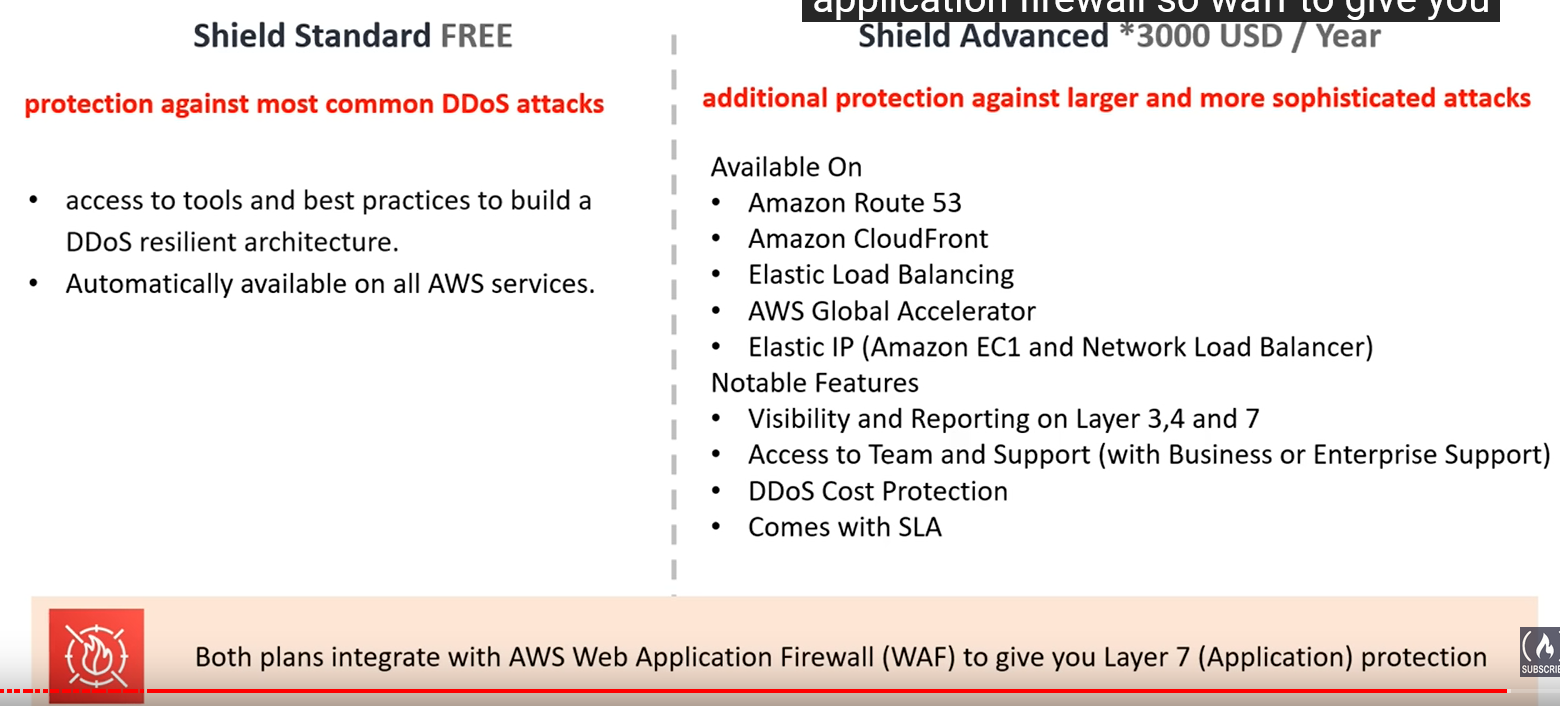 application firewall so waff to give you
Shield Standard FREE
protection against most common DDoS attacks
• access to tools and best practices to build a
DDoS resilient architecture.
• Automatically available on all AWS services.
Shield Advanced *3000 USD / Year
additional protection against larger and more sophisticated attacks
Available On
• Amazon Route 53
• Amazon CloudFront
• Elastic Load Balancing
• AWS Global Accelerator
• Elastic IP (Amazon EC1 and Network Load Balancer)
Notable Features
• Visibility and Reporting on Layer 3,4 and 7
• Access to Team and Support (with Business or Enterprise Support)
• DDoS Cost Protection
• Comes with SLA
Both plans integrate with AWS Web Application Firewall (WAF) to give you Layer 7 (Application) protection
SUBSCRIBE